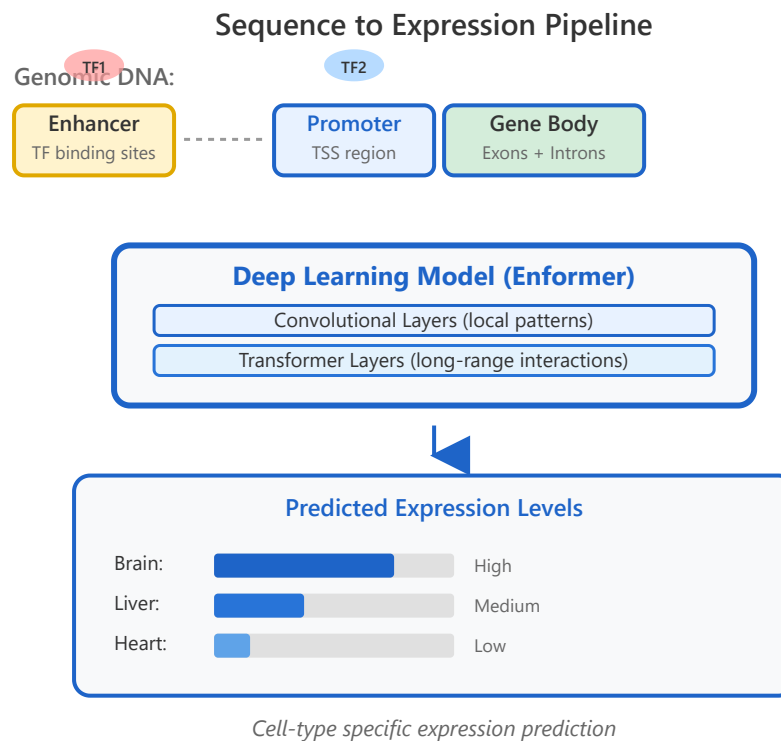 Sequence to Expression Pipeline
TF1
TF2
Genomic DNA:
Enhancer
TF binding sites
Promoter
TSS region
Gene Body
Exons + Introns
Deep Learning Model (Enformer)
Convolutional Layers (local patterns)
Transformer Layers (long-range interactions)
Predicted Expression Levels
Brain:
High
Liver:
Medium
Heart:
Low
Cell-type specific expression prediction